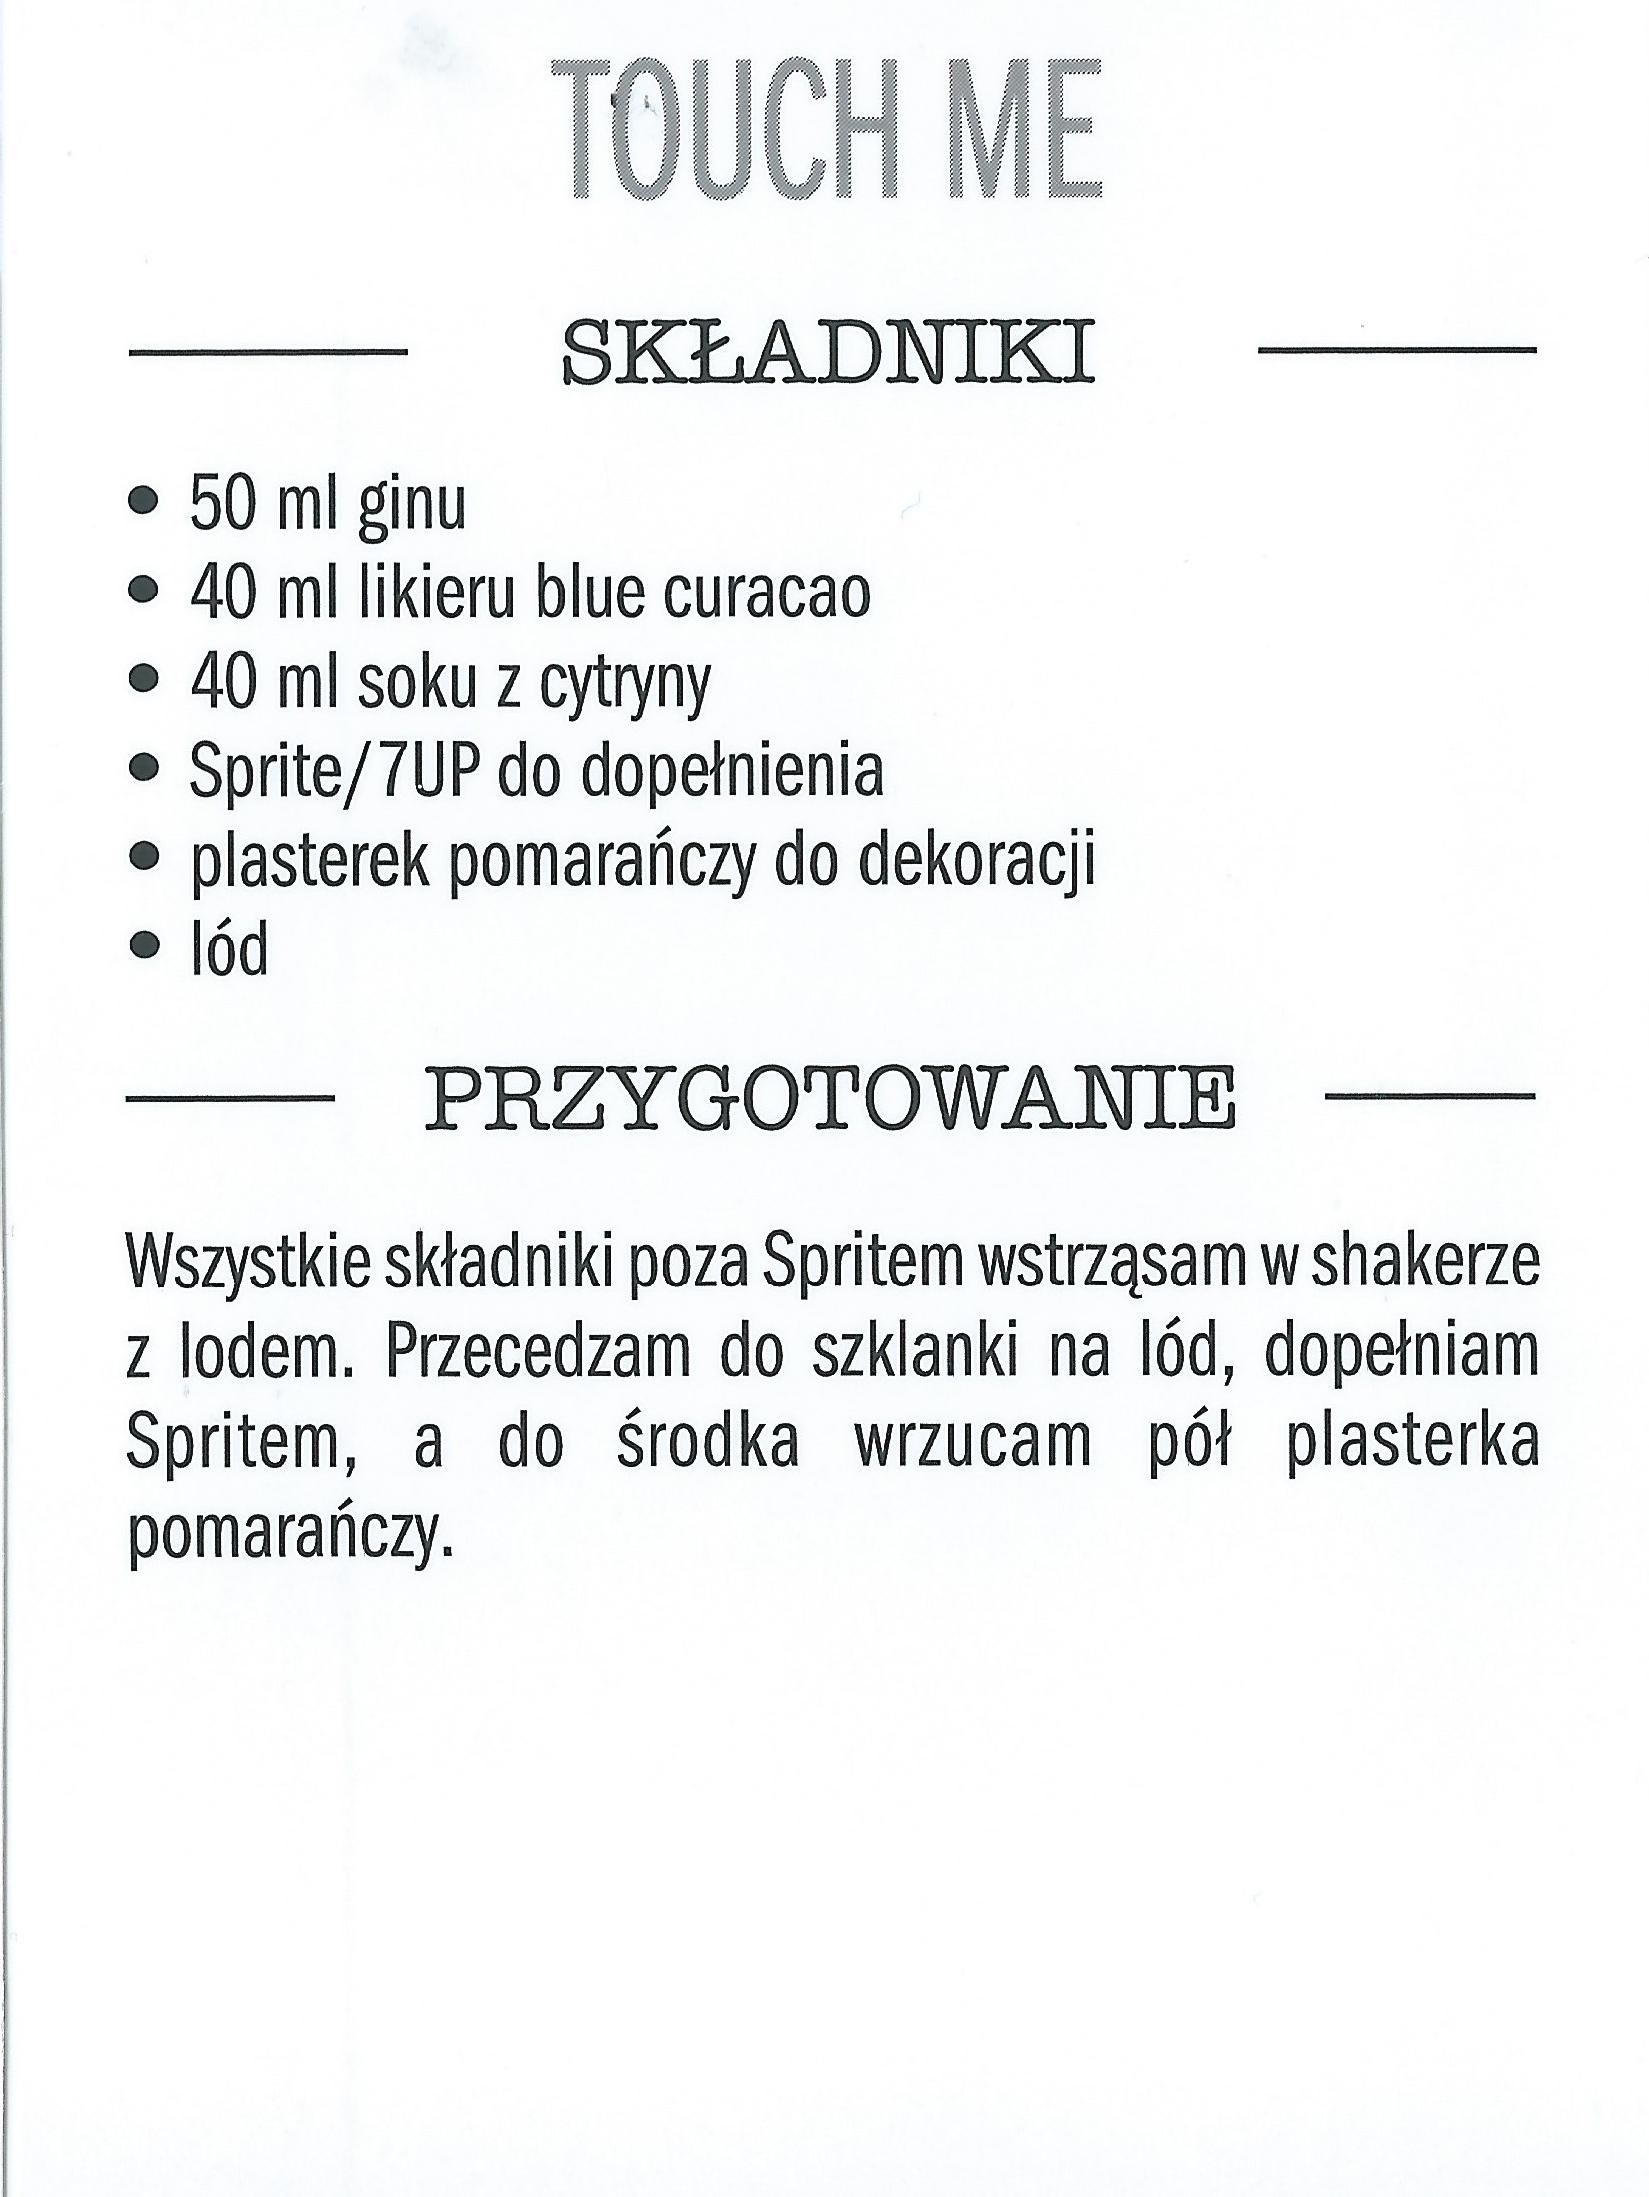 TOUCH ME
SKŁADNIKI
• 50 ml ginu
• 40 ml likieru blue curacao
• 40 ml soku z cytryny
• Sprite/7UP do dopełnienia
• plasterek pomarańczy do dekoracji
• lód
PRZYGOTOWANIE
Wszystkie składniki poza Spritem wstrząsam w shakerze
z lodem. Przecedzam do szklanki na lód, dopełniam
Spritem, a do środka wrzucam pół plasterka
pomarańczy.